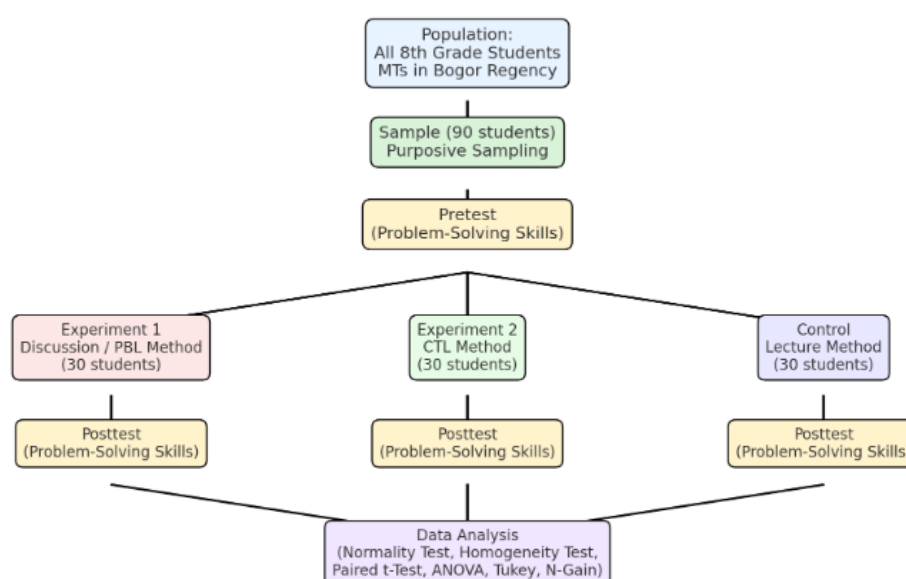 Population:
All 8th Grade Students
MTs in Bogor Regency
Sample (90 students)
Purposive Sampling
Pretest
(Problem-Solving Skills)
Experiment 1
Discussion / PBL Method
(30 students)
Experiment 2
CTL Method
(30 students)
Control
Lecture Method
(30 students)
Posttest
(Problem-Solving Skills)
Posttest
(Problem-Solving Skills)
Posttest
(Problem-Solving Skills
Data Analysis
(Normality Test, Homogeneity Test,
Paired t-Test, ANOVA, Tukey, N-Gain)